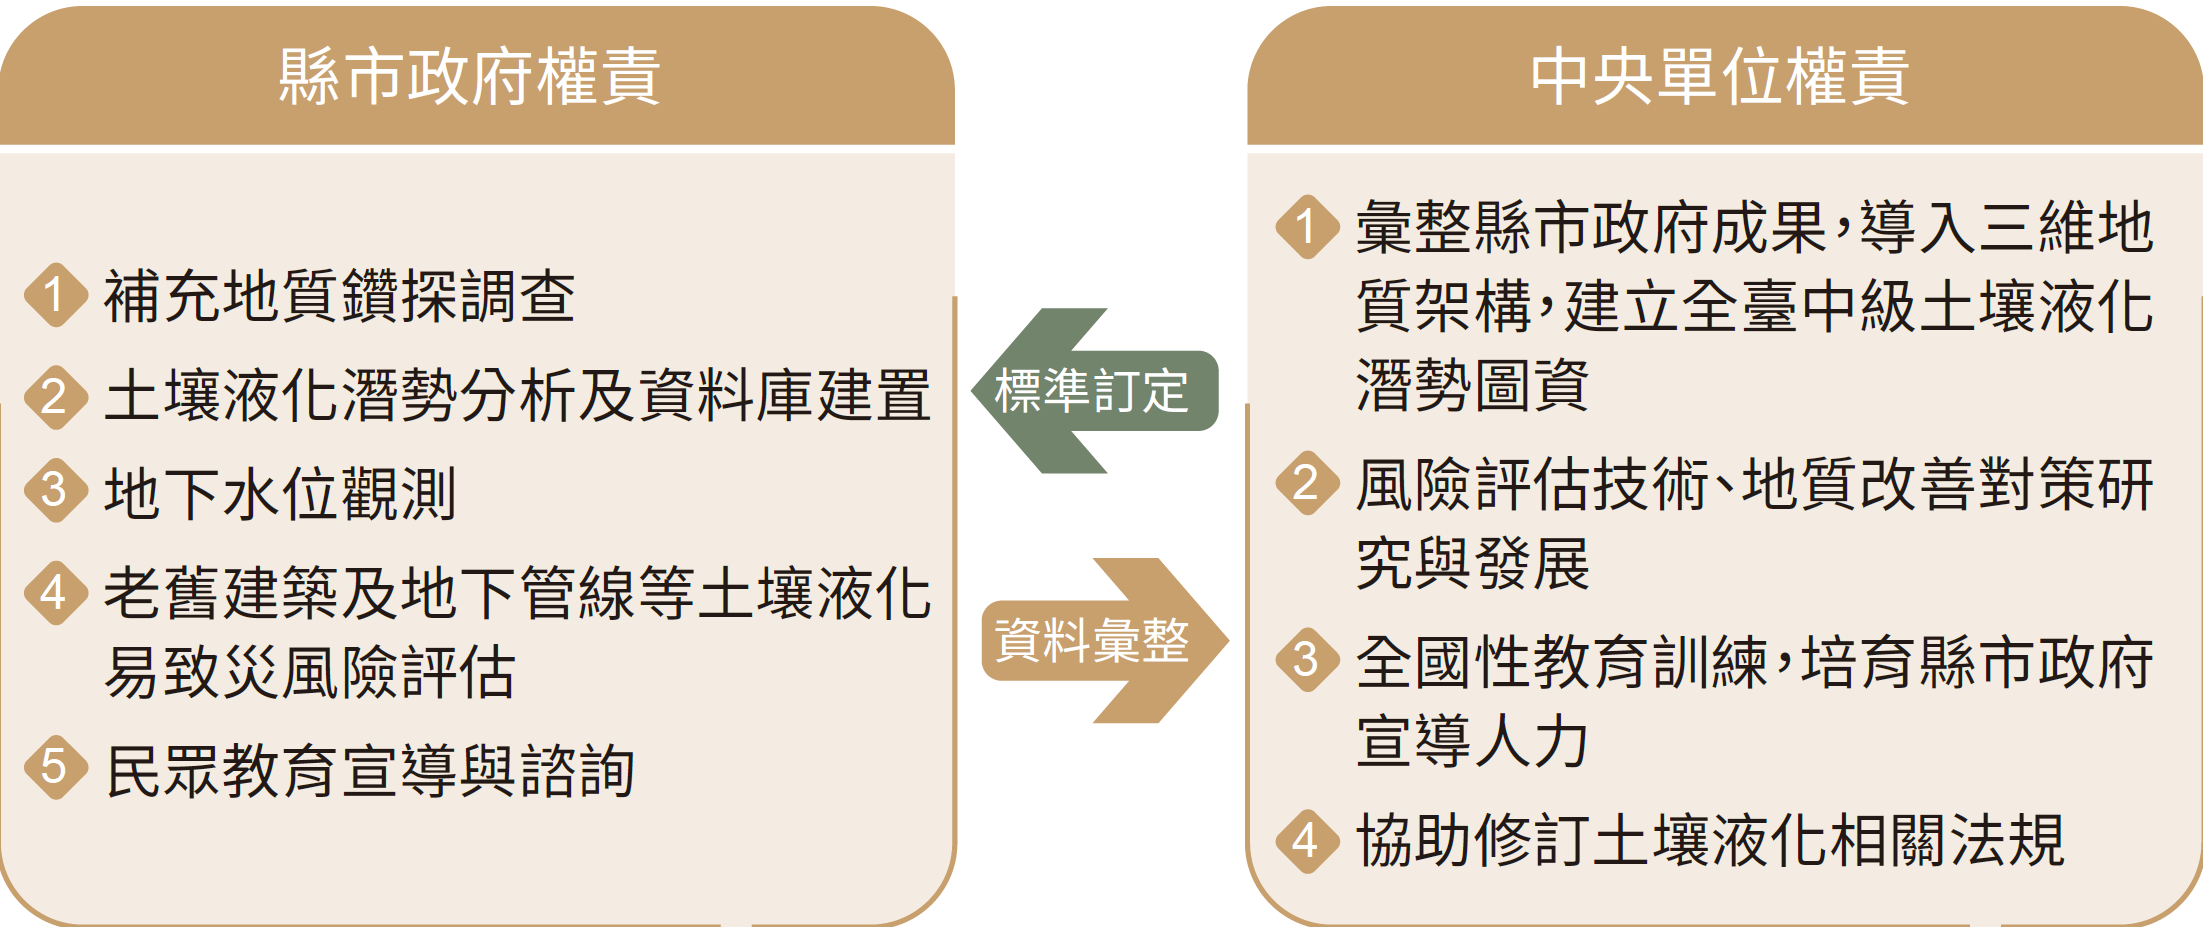 縣市政府權責
1 補充地質鑽探調查
2 土壤液化潛勢分析及資料庫建置
3 地下水位觀測
4 老舊建築及地下管線等土壤液化
易致災風險評估
5 民眾教育宣導與諮詢
標準訂定
資料彙整
中央單位權責
1 彙整縣市政府成果，導入三維地
質架構，建立全臺中級土壤液化
潛勢圖資
2 風險評估技術、地質改善對策研
究與發展
3 全國性教育訓練，培育縣市政府
宣導人力
4 協助修訂土壤液化相關法規